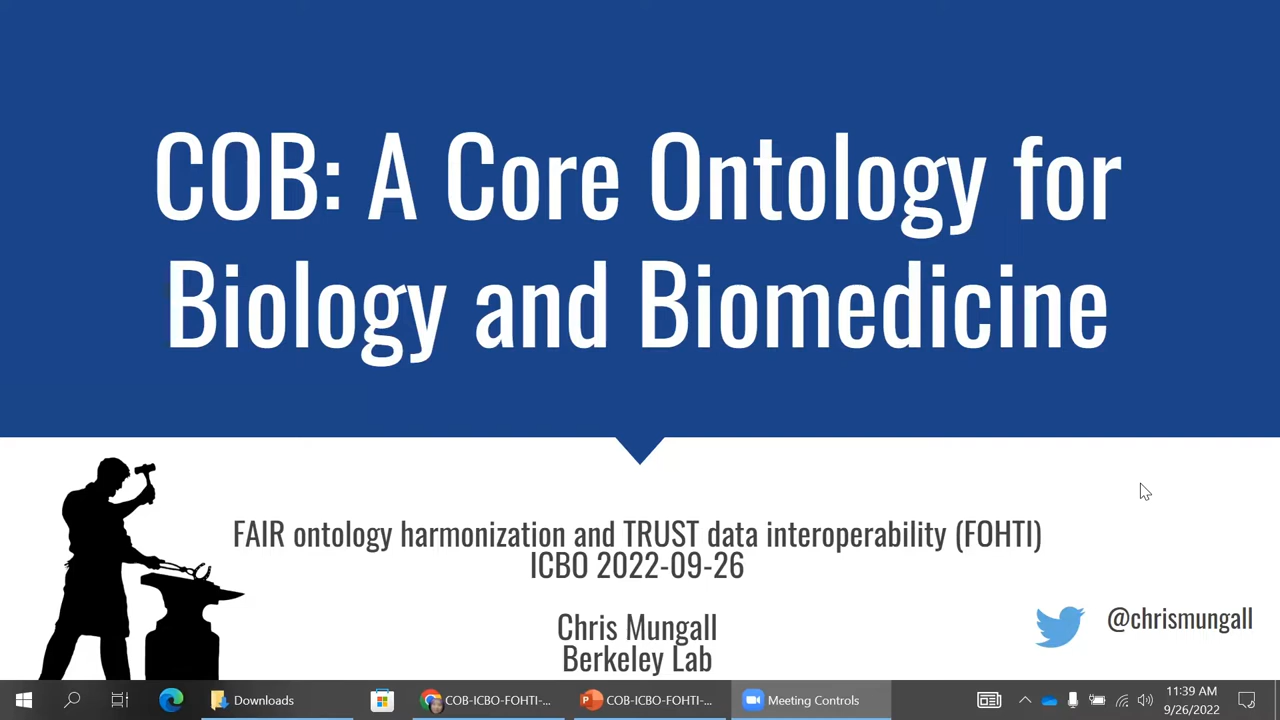 COB: A Core Ontology for
Biology and Biomedicine
FAIR ontology harmonization and TRUST data interoperability (FOHTI)
ICBO 2022-09-26
Chris Mungall
Berkeley Lab
@chrismungall
Downloads
COB-ICBO-FOHTI-...
COB-ICBO-FOHTI-...
Meeting Controls
11:39 AM
9/26/2022